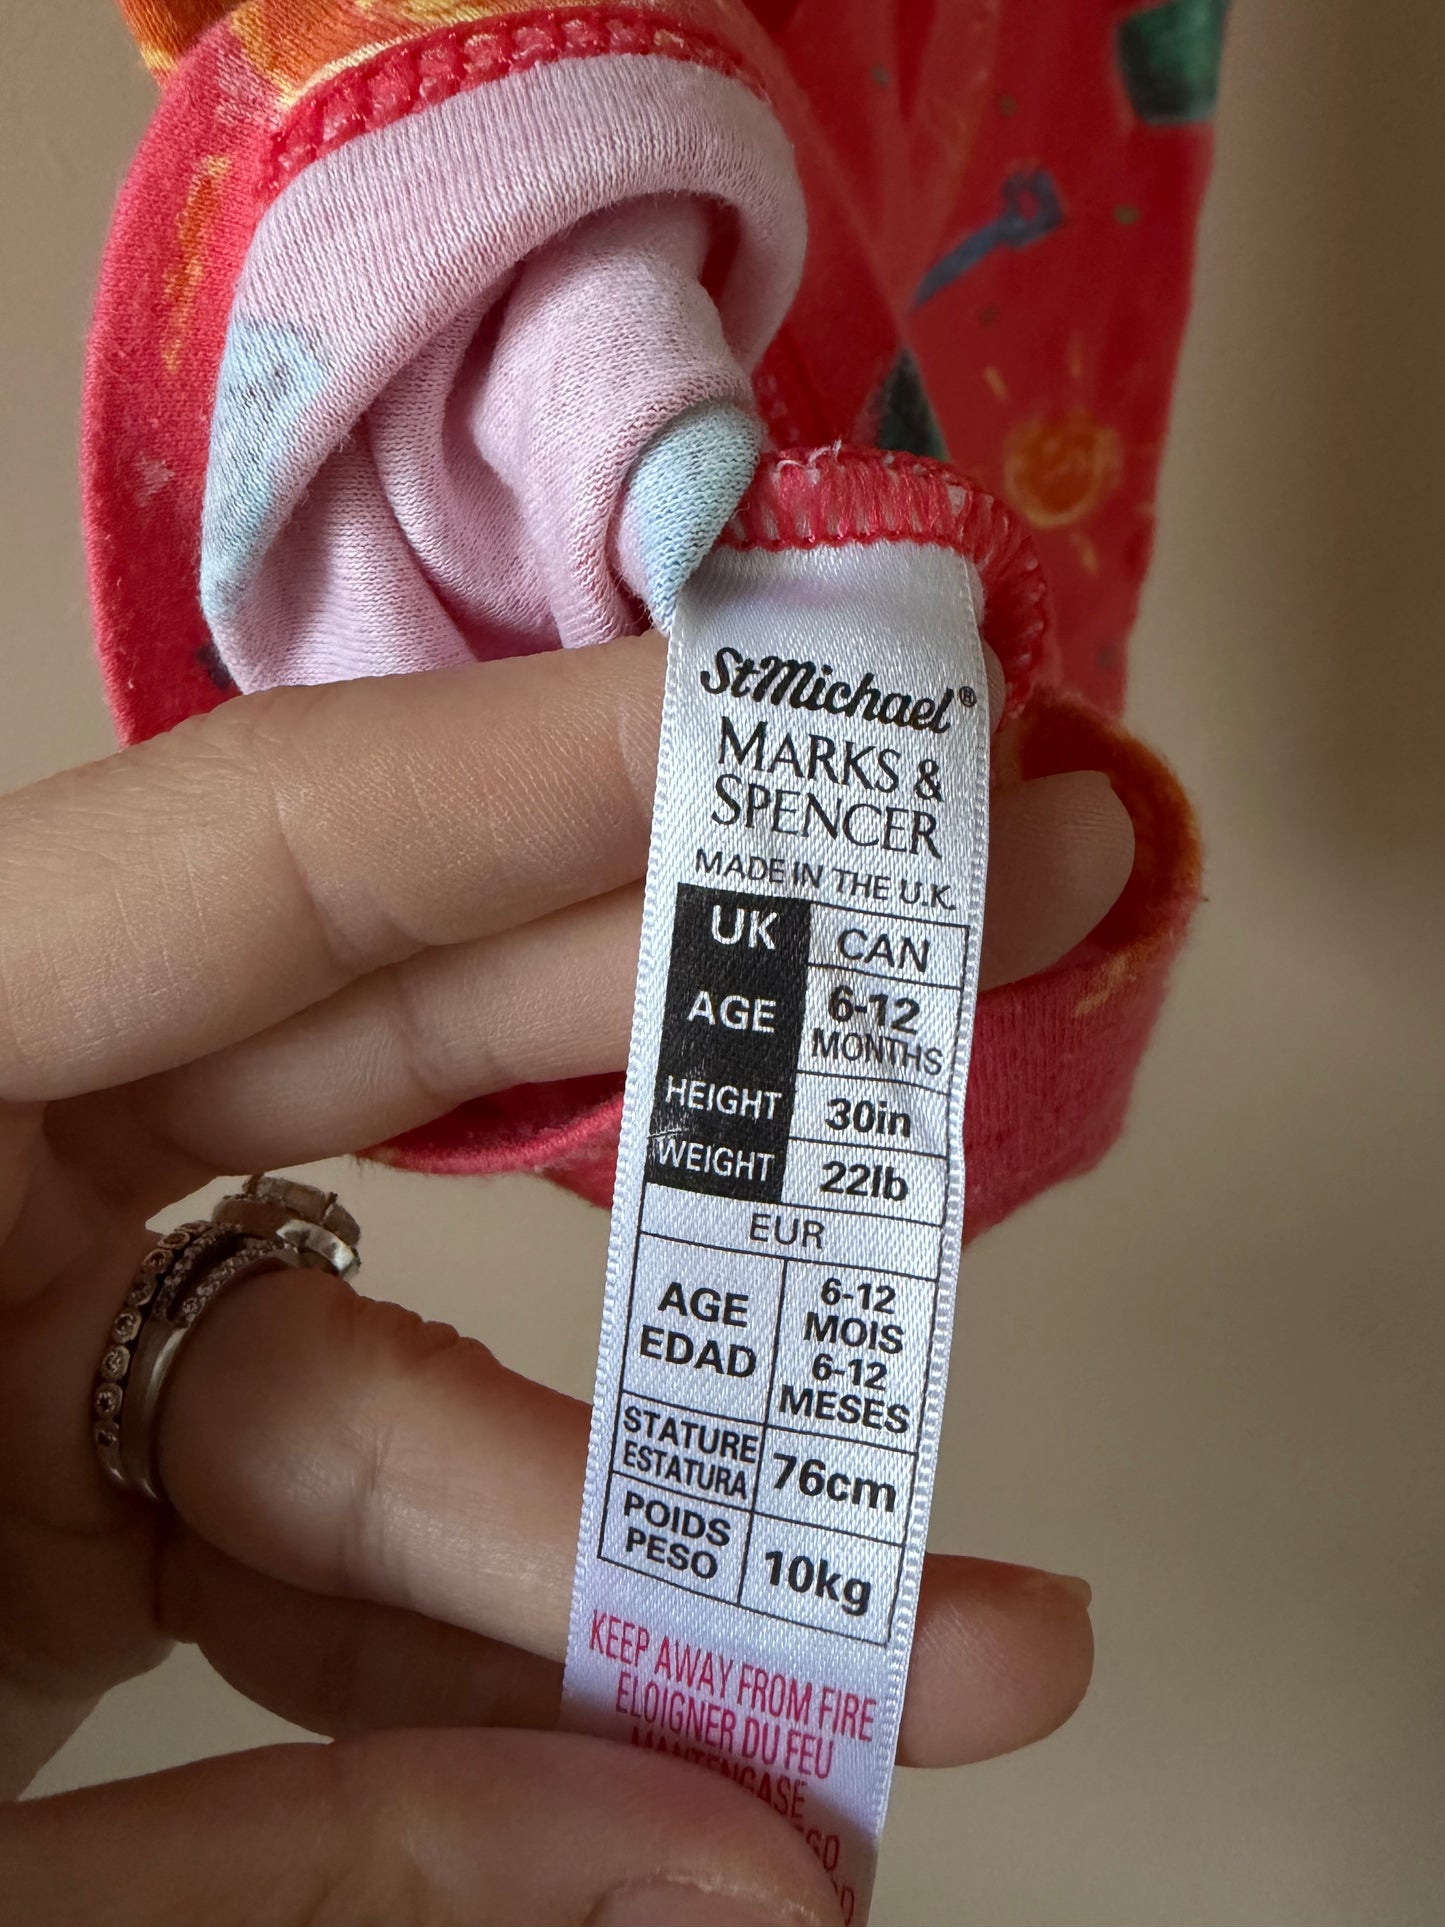 StMichael®
MARKS &
SPENCER
MADE IN THE U.K.
UK CAN
AGE 6-12 MONTHS
HEIGHT 30in
WEIGHT 22lb
EUR
AGE EDAD 6-12 MOIS 6-12 MESES
STATURE ESTATURA 76cm
POIDS PESO 10kg
KEEP AWAY FROM FIRE
ELOIGNER DU FEU
MANTENGASE